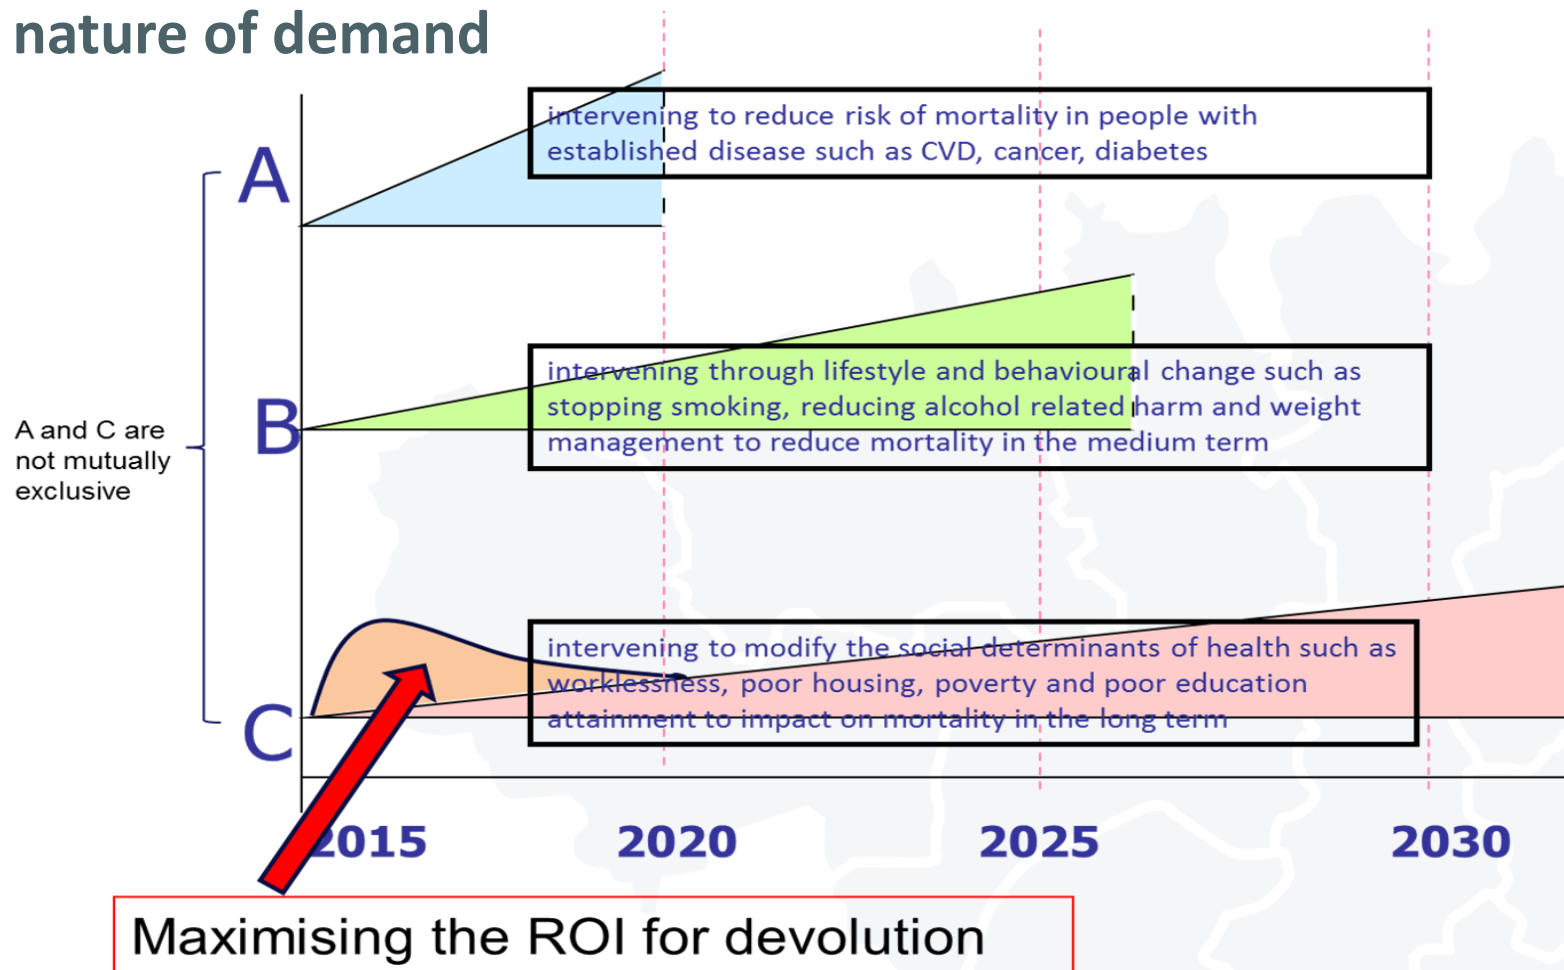 nature of demand
A
intervening to reduce risk of mortality in people with
established disease such as CVD, cancer, diabetes
B
intervening through lifestyle and behavioural change such as
stopping smoking, reducing alcohol related harm and weight
management to reduce mortality in the medium term
A and C are
not mutually
exclusive
C
intervening to modify the social determinants of health such as
worklessness, poor housing, poverty and poor education
attainment to impact on mortality in the long term
2015
2020
2025
2030
Maximising the ROI for devolution